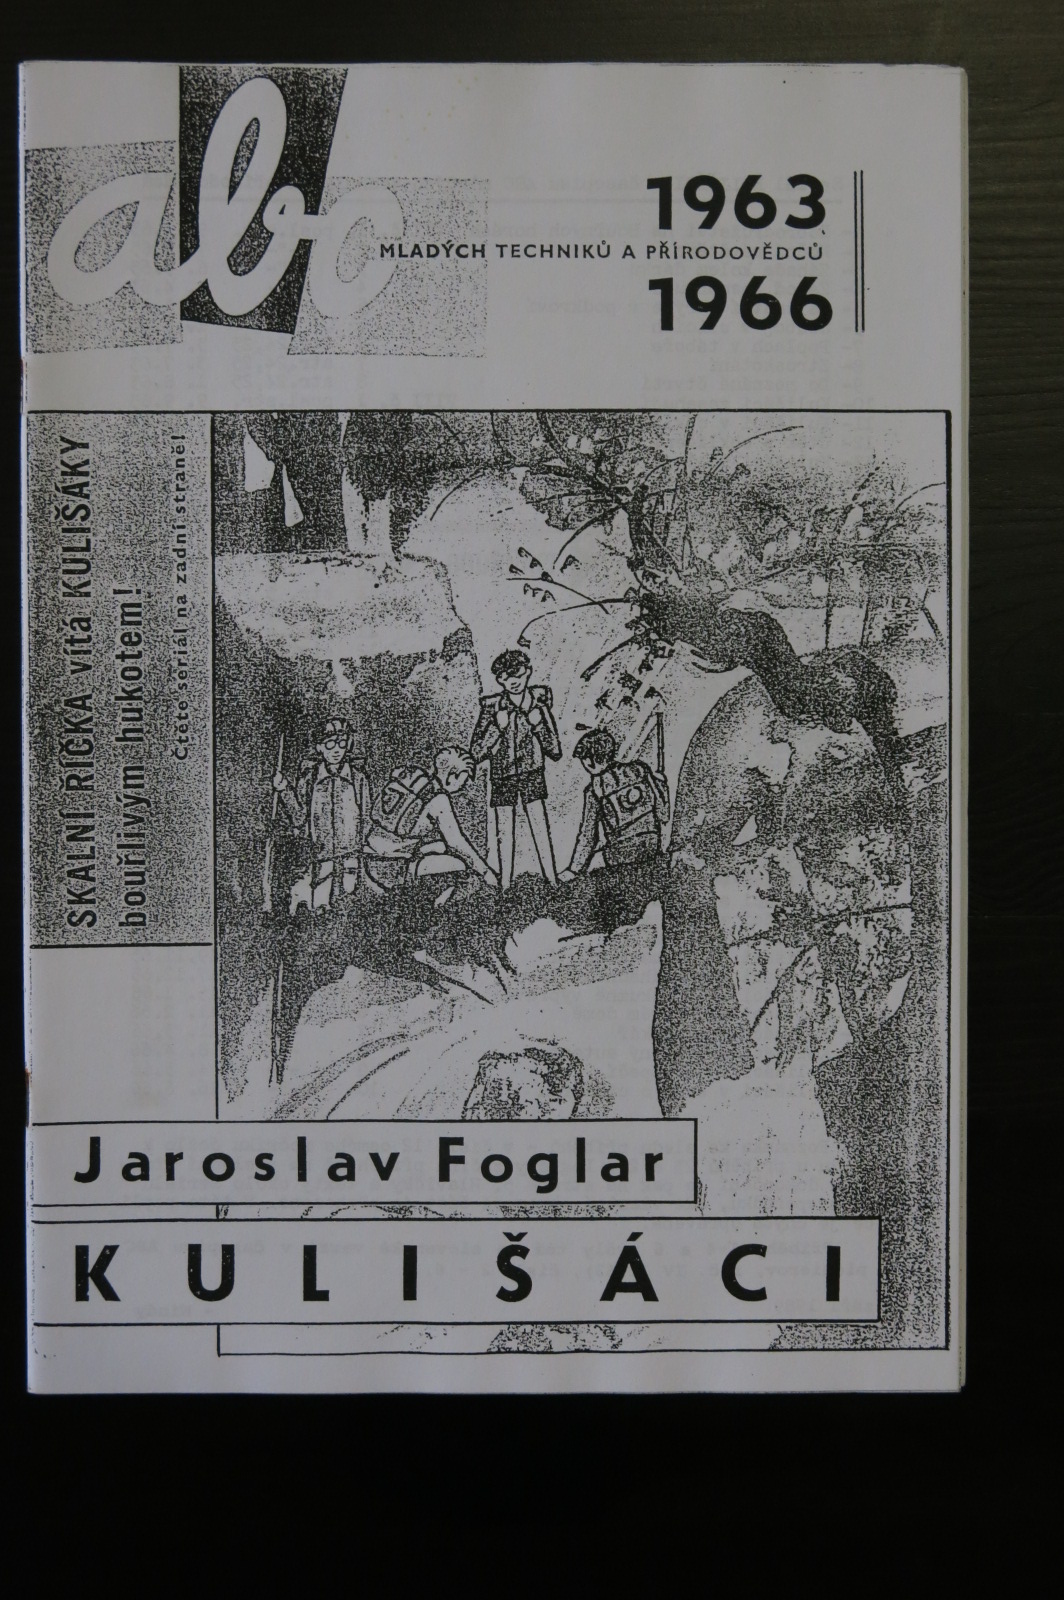 abc
1963
MLADÝCH TECHNIKŮ A PŘÍRODOVĚDCŮ
1966
SKALNÍ ŘÍČKA vítá KULIŠÁKY
bouřlivým hukotem!
Čtěte seriál na zadní straně!
Jaroslav Foglar
KULIŠÁCI